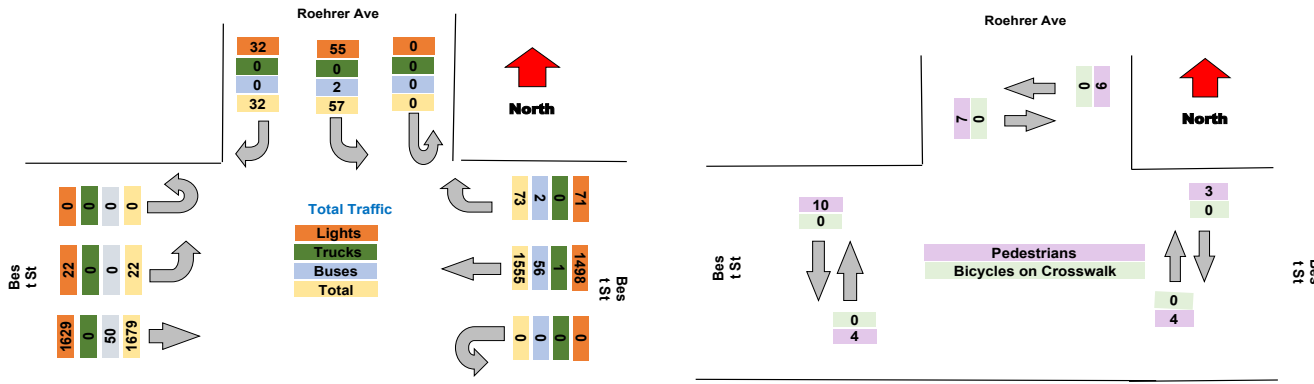 Roehrer Ave
32 55 0
0 0 0
0 2 0
32 57 0
North
0 0 0 0
22 0 0 22
1629 0 50 1679
Bes
t St
Total Traffic
Lights
Trucks
Buses
Total
73 2 0 71
1555 56 1 1498
0 0 0 0
Bes
t St
Roehrer Ave
0 6
7 0
North
10
0
3
0
Pedestrians
Bicycles on Crosswalk
0
4
0
4
Bes
t St